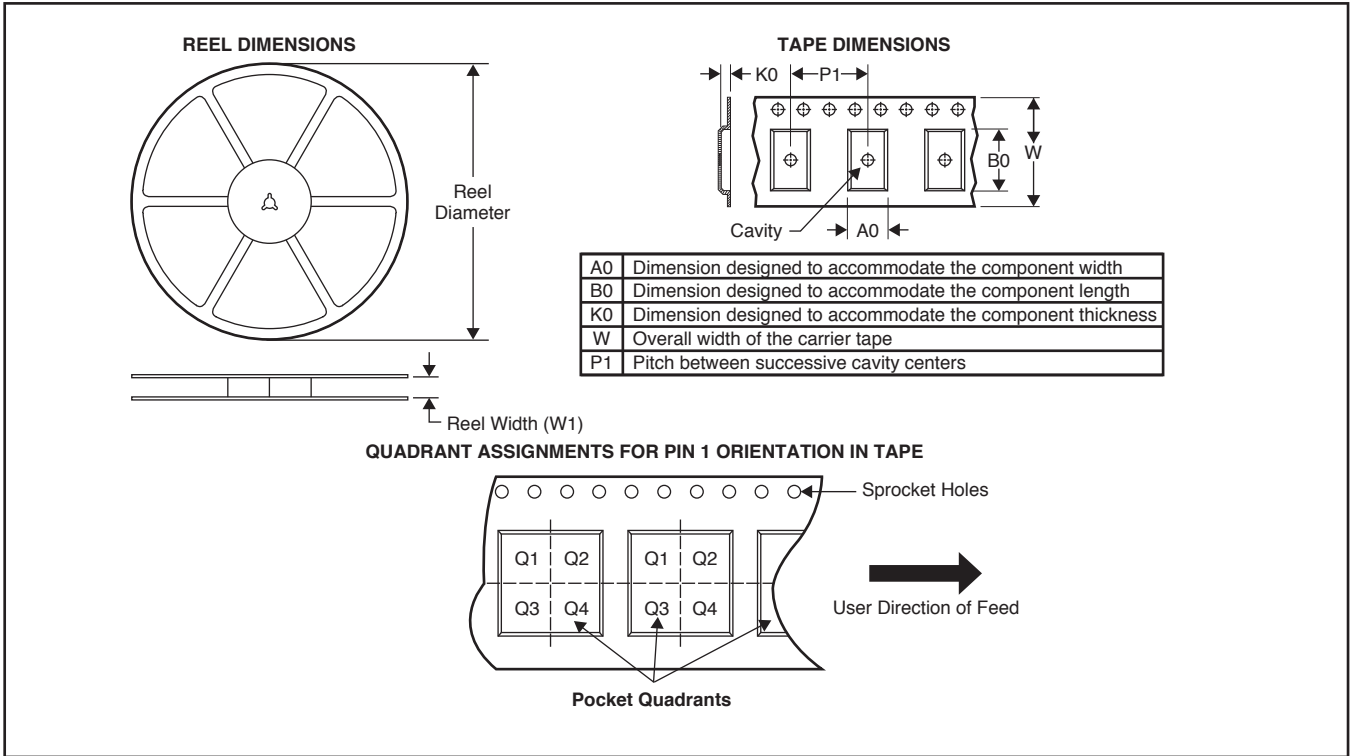 REEL DIMENSIONS
Reel
Diameter
Reel Width (W1)
TAPE DIMENSIONS
K0 P1
B0 W
Cavity A0
A0 Dimension designed to accommodate the component width
B0 Dimension designed to accommodate the component length
K0 Dimension designed to accommodate the component thickness
W Overall width of the carrier tape
P1 Pitch between successive cavity centers
QUADRANT ASSIGNMENTS FOR PIN 1 ORIENTATION IN TAPE
Sprocket Holes
Q1 Q2 Q1 Q2
Q3 Q4 Q3 Q4
User Direction of Feed
Pocket Quadrants